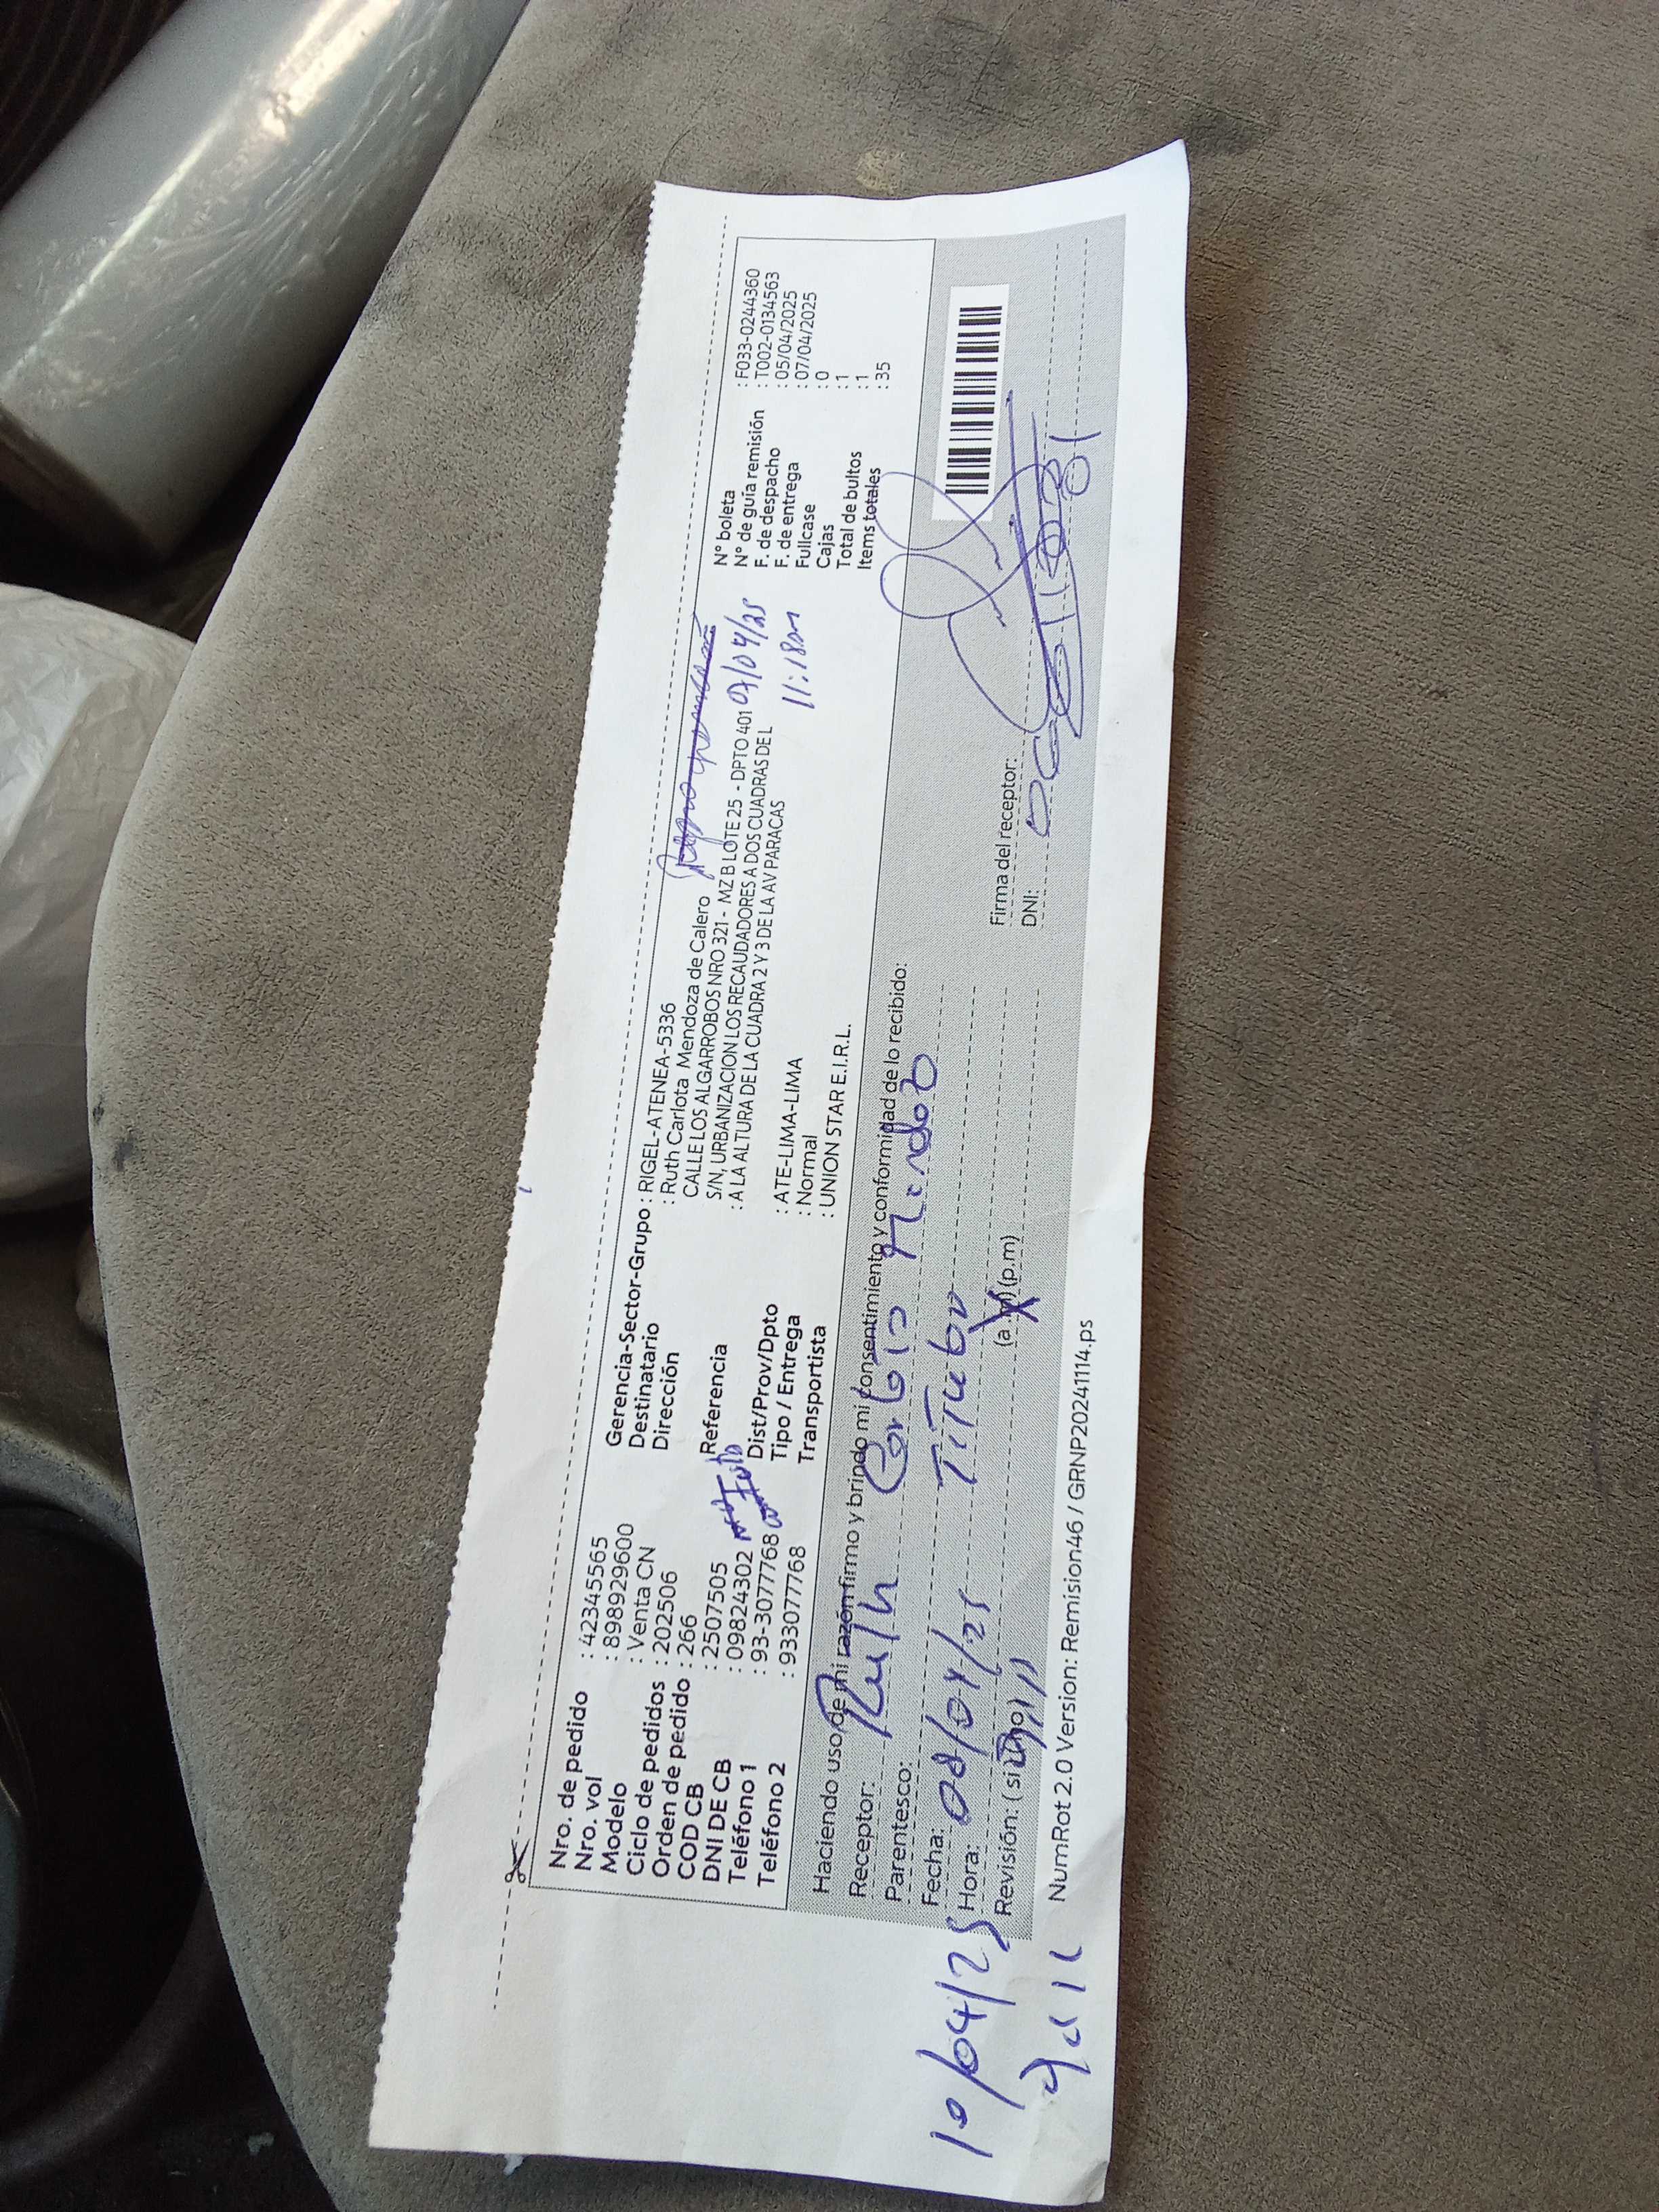 Nro. de pedido : 42345565
Nro. vol : 898929600
Modelo : Venta CN
Ciclo de pedidos : 202506
Orden de pedido : 266
COD CB : 2507505
DNI DE CB : 09824302
Teléfono 1 : 93-3077768
Teléfono 2 : 933077768
Gerencia-Sector-Grupo : RIGEL-ATENEA-5336
Destinatario : Ruth Carlota Mendoza de Calero
Dirección CALLE LOS ALGARROBOS NRO 321- MZ B LOTE 25 - DPTO 401
S/N, URBANIZACION LOS RECAUDADORES A DOS CUADRAS DEL
Referencia : A LA ALTURA DE LA CUADRA 2 Y 3 DE LA AV PARACAS
Dist/Prov/Dpto : ATE-LIMA-LIMA
Tipo / Entrega : Normal
Transportista : UNION STAR E.I.R.L.
07/04/25
11:18
N° boleta : F033-0244360
N° de guía remisión : T002-0134563
F. de despacho : 05/04/2025
F. de entrega : 07/04/2025
Fullcase : 0
Cajas : 1
Total de bultos : 1
Items totales : 35
Haciendo uso de mi razón firmo y brindo mi consentimiento y conformidad de lo recibido:
Receptor: Ruth Carlota
Parentesco: Titular
Fecha: 08/04/25
Hora: (a.m) (p.m)
Revisión: ( si / no )
Firma del receptor:
DNI:
10/04/25
NumRot 2.0 Version: Remision46 / GRNP20241114.ps